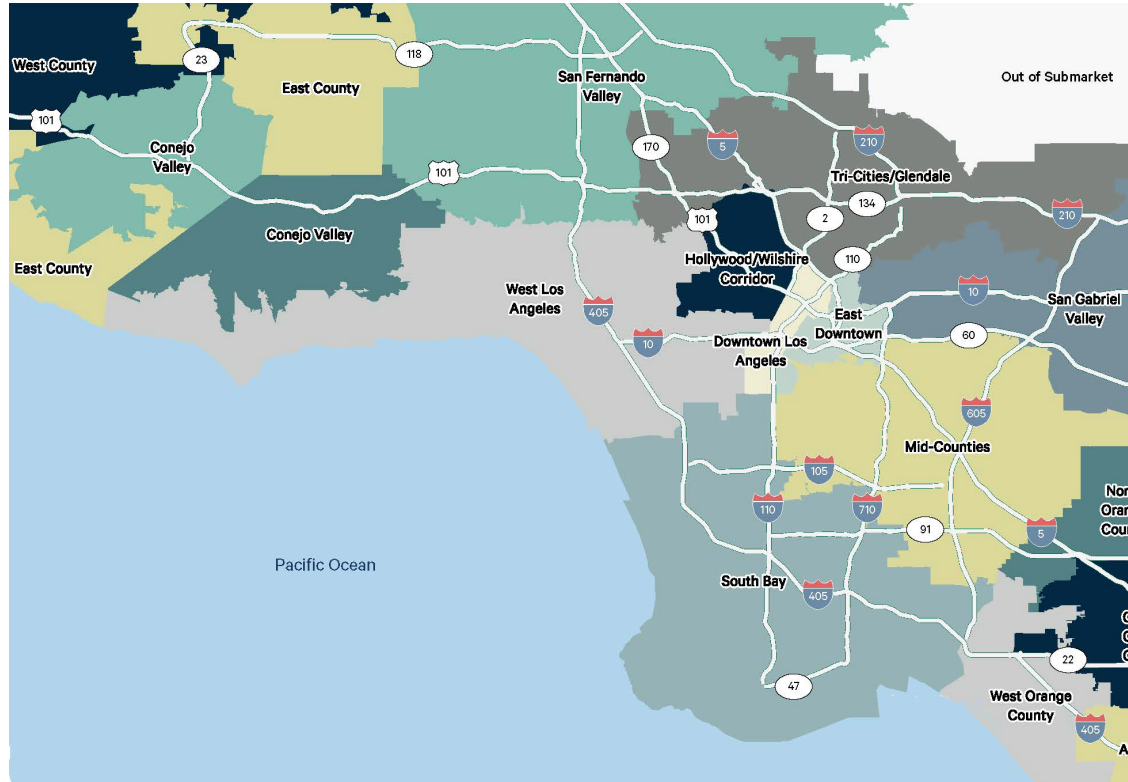 West County
23
118
East County
San Fernando
Valley
Out of Submarket
101
Conejo
Valley
170
5
210
101
Tri-Cities/Glendale
134
2
101
210
Conejo Valley
East County
Hollywood/Wilshire
Corridor
110
West Los
Angeles
405
10
San Gabriel
Valley
East
Downtown
60
10
Downtown Los
Angeles
605
Mid-Counties
105
110
710
91
5
Pacific Ocean
South Bay
405
22
47
West Orange
County
405